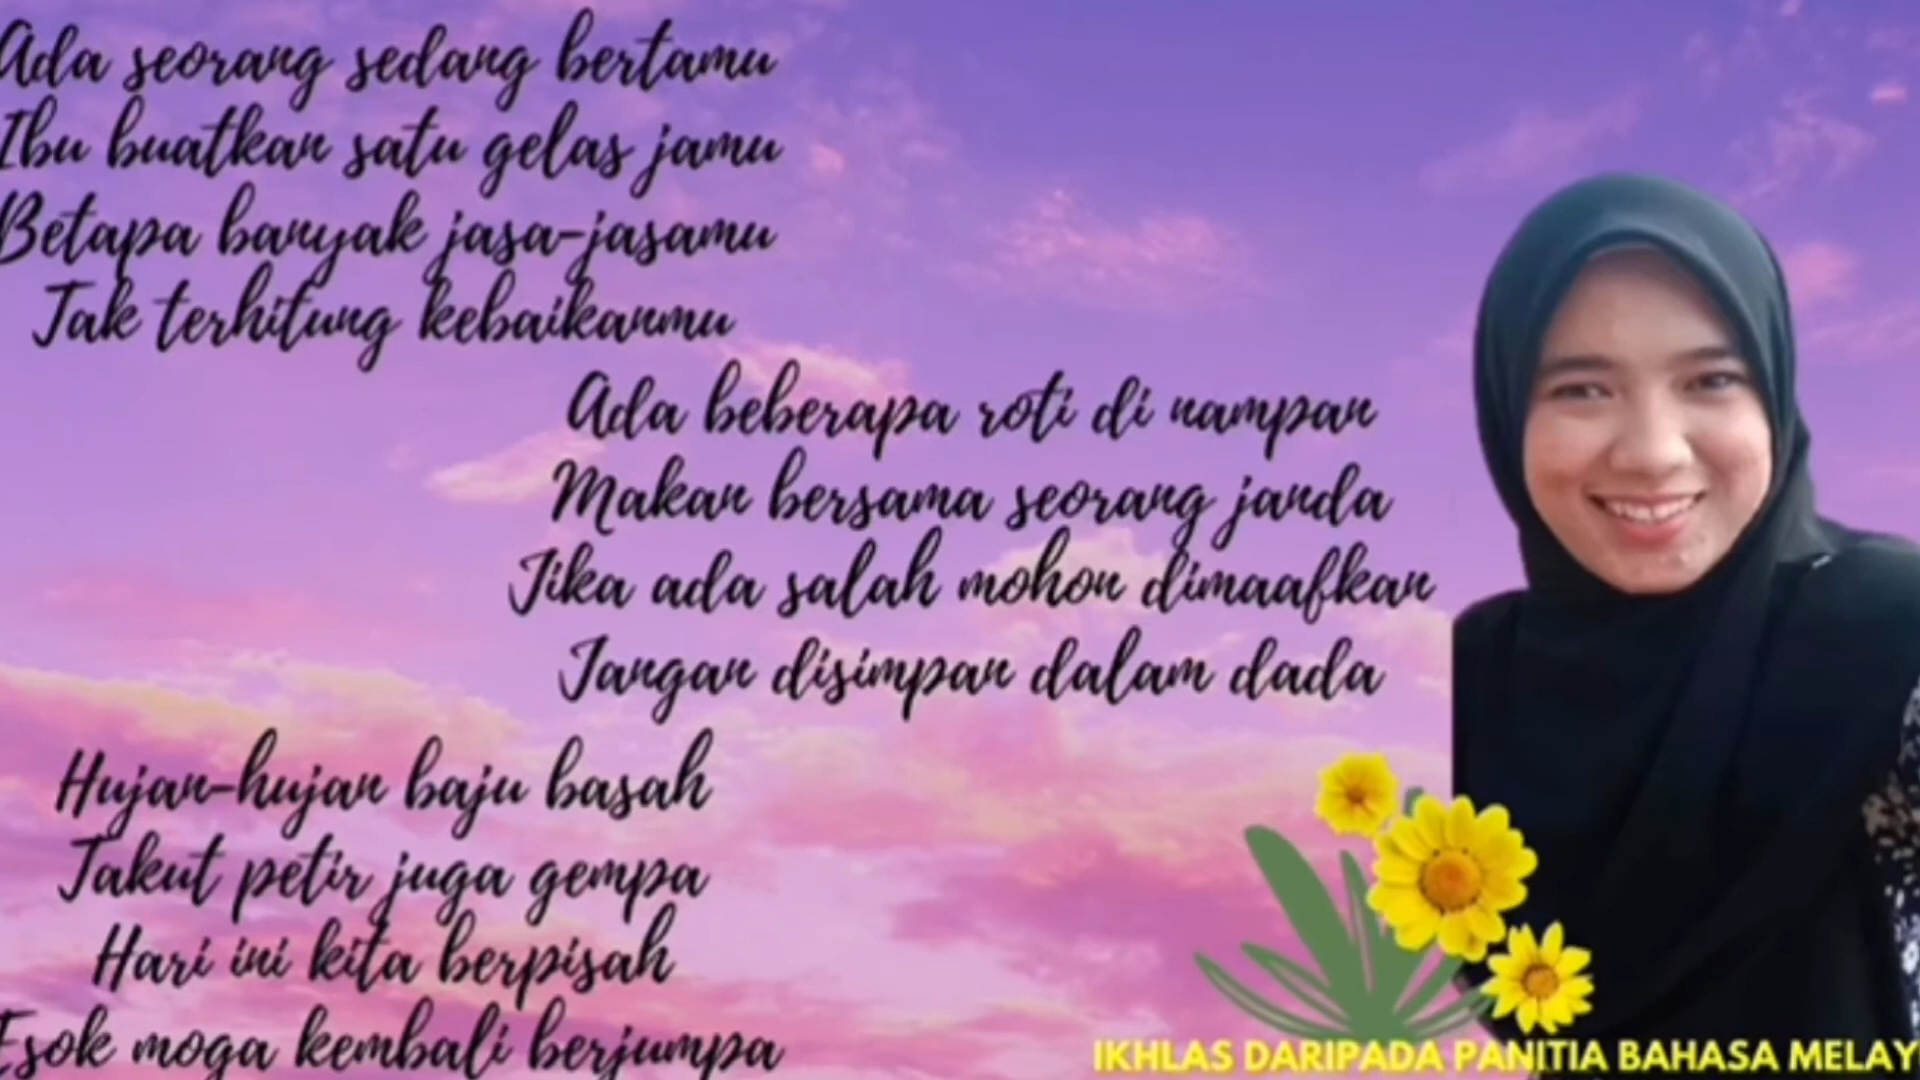 Ada seorang sedang bertamu
Ibu buatkan satu gelas jamu
Betapa banyak jasa-jasamu
Tak terhitung kebaikanmu
Ada beberapa roti di nampan
Makan bersama seorang janda
Jika ada salah mohon dimaafkan
Jangan disimpan dalam dada
Hujan-hujan baju basah
Takut petir juga gempa
Hari ini kita berpisah
Esok moga kembali berjumpa
IKHLAS DARIPADA PANITIA BAHASA MELAY